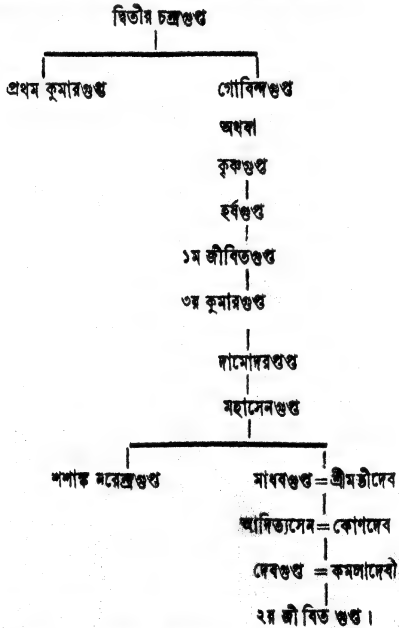 দ্বিতীয় চন্দ্রগুপ্ত
প্রথম কুমারগুপ্ত গোবিন্দগুপ্ত
অথবা
কৃষ্ণগুপ্ত
হর্ষগুপ্ত
১ম জীবিতগুপ্ত
৩য় কুমারগুপ্ত
দামোদরগুপ্ত
মহাসেনগুপ্ত
শশাঙ্ক নরেন্দ্রগুপ্ত মাধবগুপ্ত = শ্রীমতীদেব
আদিত্যসেন = কোণদেব
দেবগুপ্ত = কমলাদেবী
২য় জীবিত গুপ্ত।